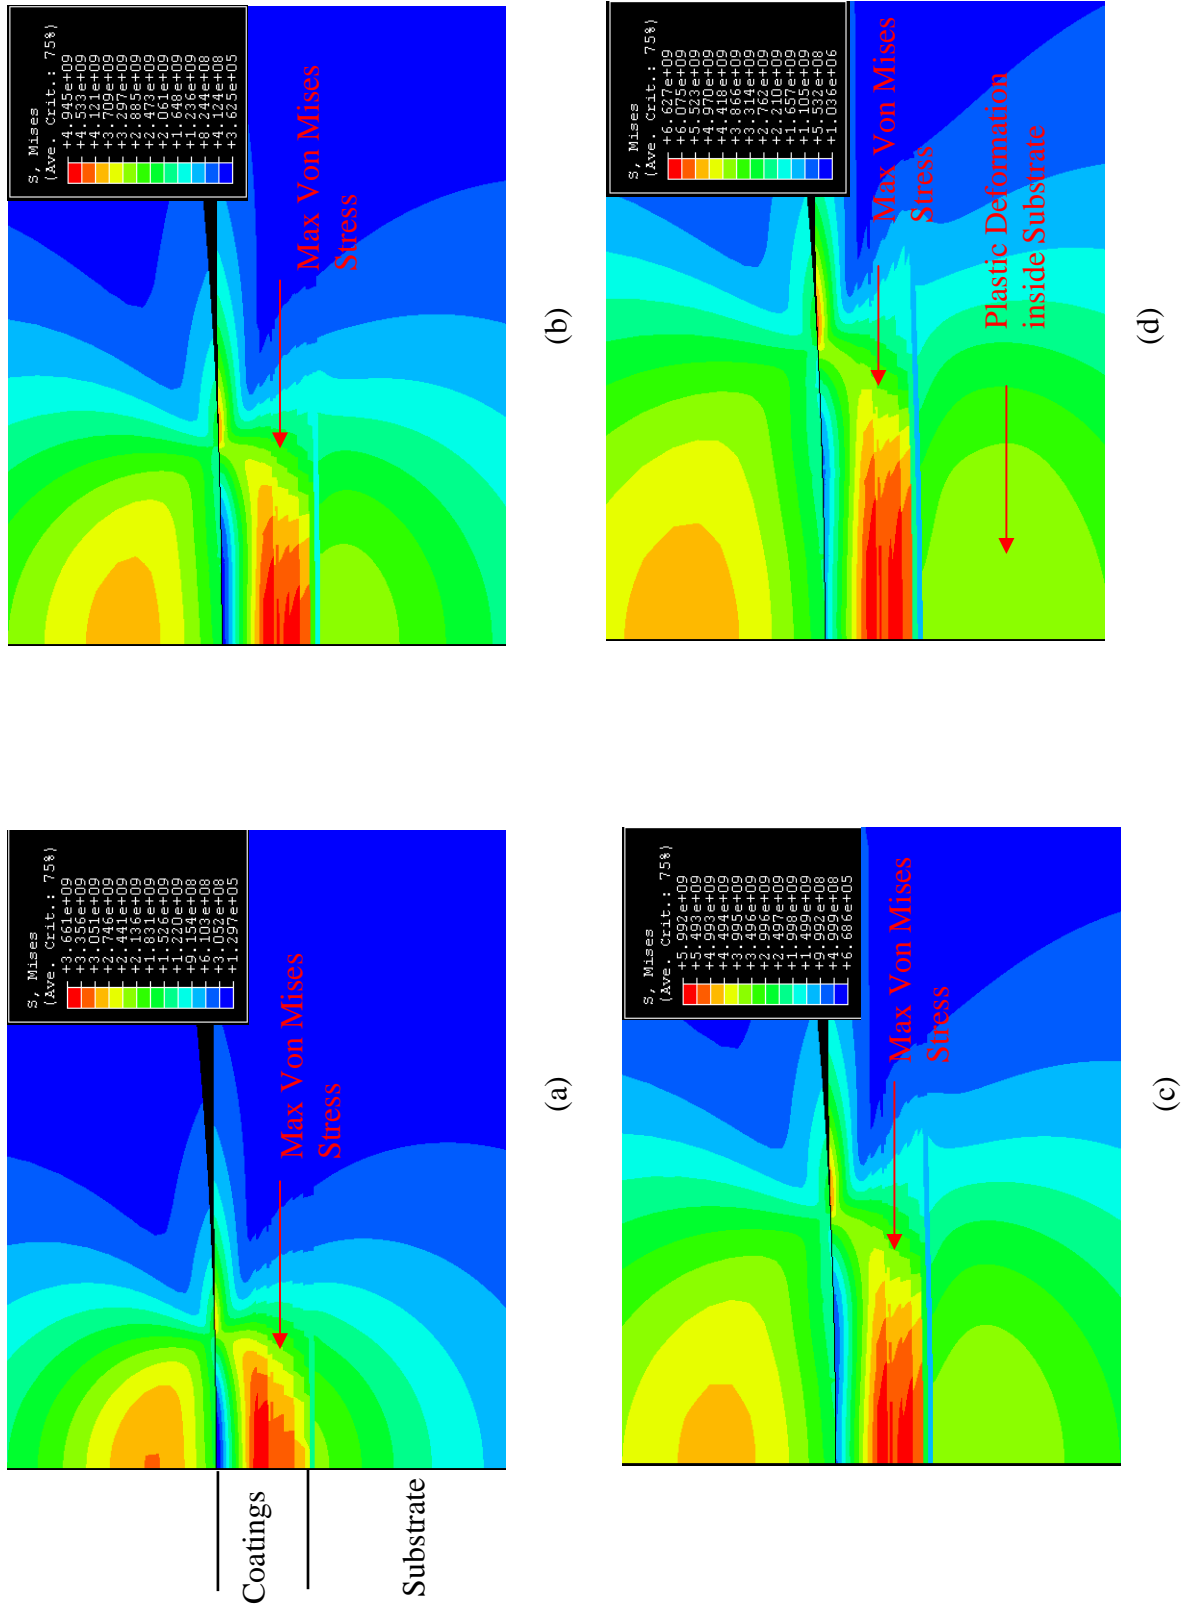 S, Mises
(Ave. Crit.: 75%)
+3.661e+09
+3.356e+09
+3.051e+09
+2.746e+09
+2.441e+09
+2.136e+09
+1.831e+09
+1.526e+09
+1.220e+09
+9.154e+08
+6.103e+08
+3.052e+08
+1.297e+05
Coatings
Max Von Mises
Stress
Substrate
(a)
S, Mises
(Ave. Crit.: 75%)
+4.945e+09
+4.533e+09
+4.121e+09
+3.709e+09
+3.297e+09
+2.885e+09
+2.473e+09
+2.061e+09
+1.648e+09
+1.236e+09
+8.244e+08
+4.124e+08
+3.625e+05
Max Von Mises
Stress
(b)
S, Mises
(Ave. Crit.: 75%)
+5.992e+09
+5.493e+09
+4.993e+09
+4.494e+09
+3.995e+09
+3.496e+09
+2.996e+09
+2.497e+09
+1.998e+09
+1.499e+09
+9.992e+08
+4.999e+08
+6.686e+05
Max Von Mises
Stress
(c)
S, Mises
(Ave. Crit.: 75%)
+6.627e+09
+6.075e+09
+5.523e+09
+4.970e+09
+4.418e+09
+3.866e+09
+3.314e+09
+2.762e+09
+2.210e+09
+1.657e+09
+1.105e+09
+5.532e+08
+1.036e+06
Max Von Mises
Stress
Plastic Deformation
inside Substrate
(d)